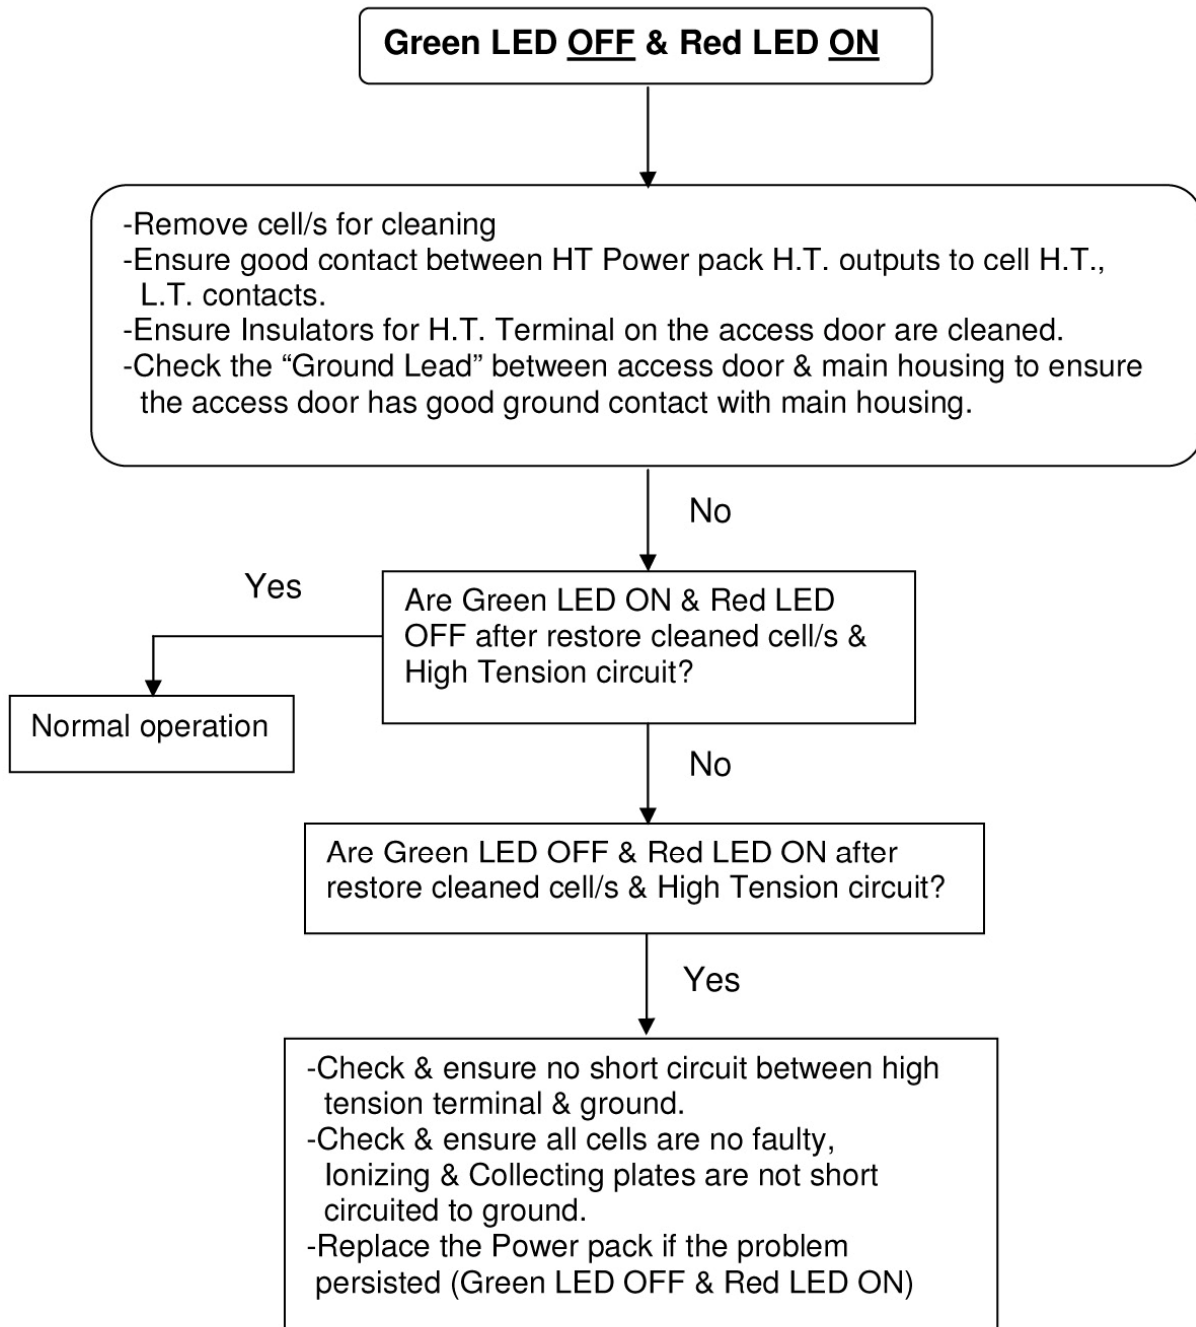 Green LED OFF & Red LED ON
-Remove cell/s for cleaning
-Ensure good contact between HT Power pack H.T. outputs to cell H.T.,
L.T. contacts.
-Ensure Insulators for H.T. Terminal on the access door are cleaned.
-Check the “Ground Lead” between access door & main housing to ensure
the access door has good ground contact with main housing.
No
Yes
Are Green LED ON & Red LED
OFF after restore cleaned cell/s &
High Tension circuit?
Normal operation
No
Are Green LED OFF & Red LED ON after
restore cleaned cell/s & High Tension circuit?
Yes
-Check & ensure no short circuit between high
tension terminal & ground.
-Check & ensure all cells are no faulty,
Ionizing & Collecting plates are not short
circuited to ground.
-Replace the Power pack if the problem
persisted (Green LED OFF & Red LED ON)